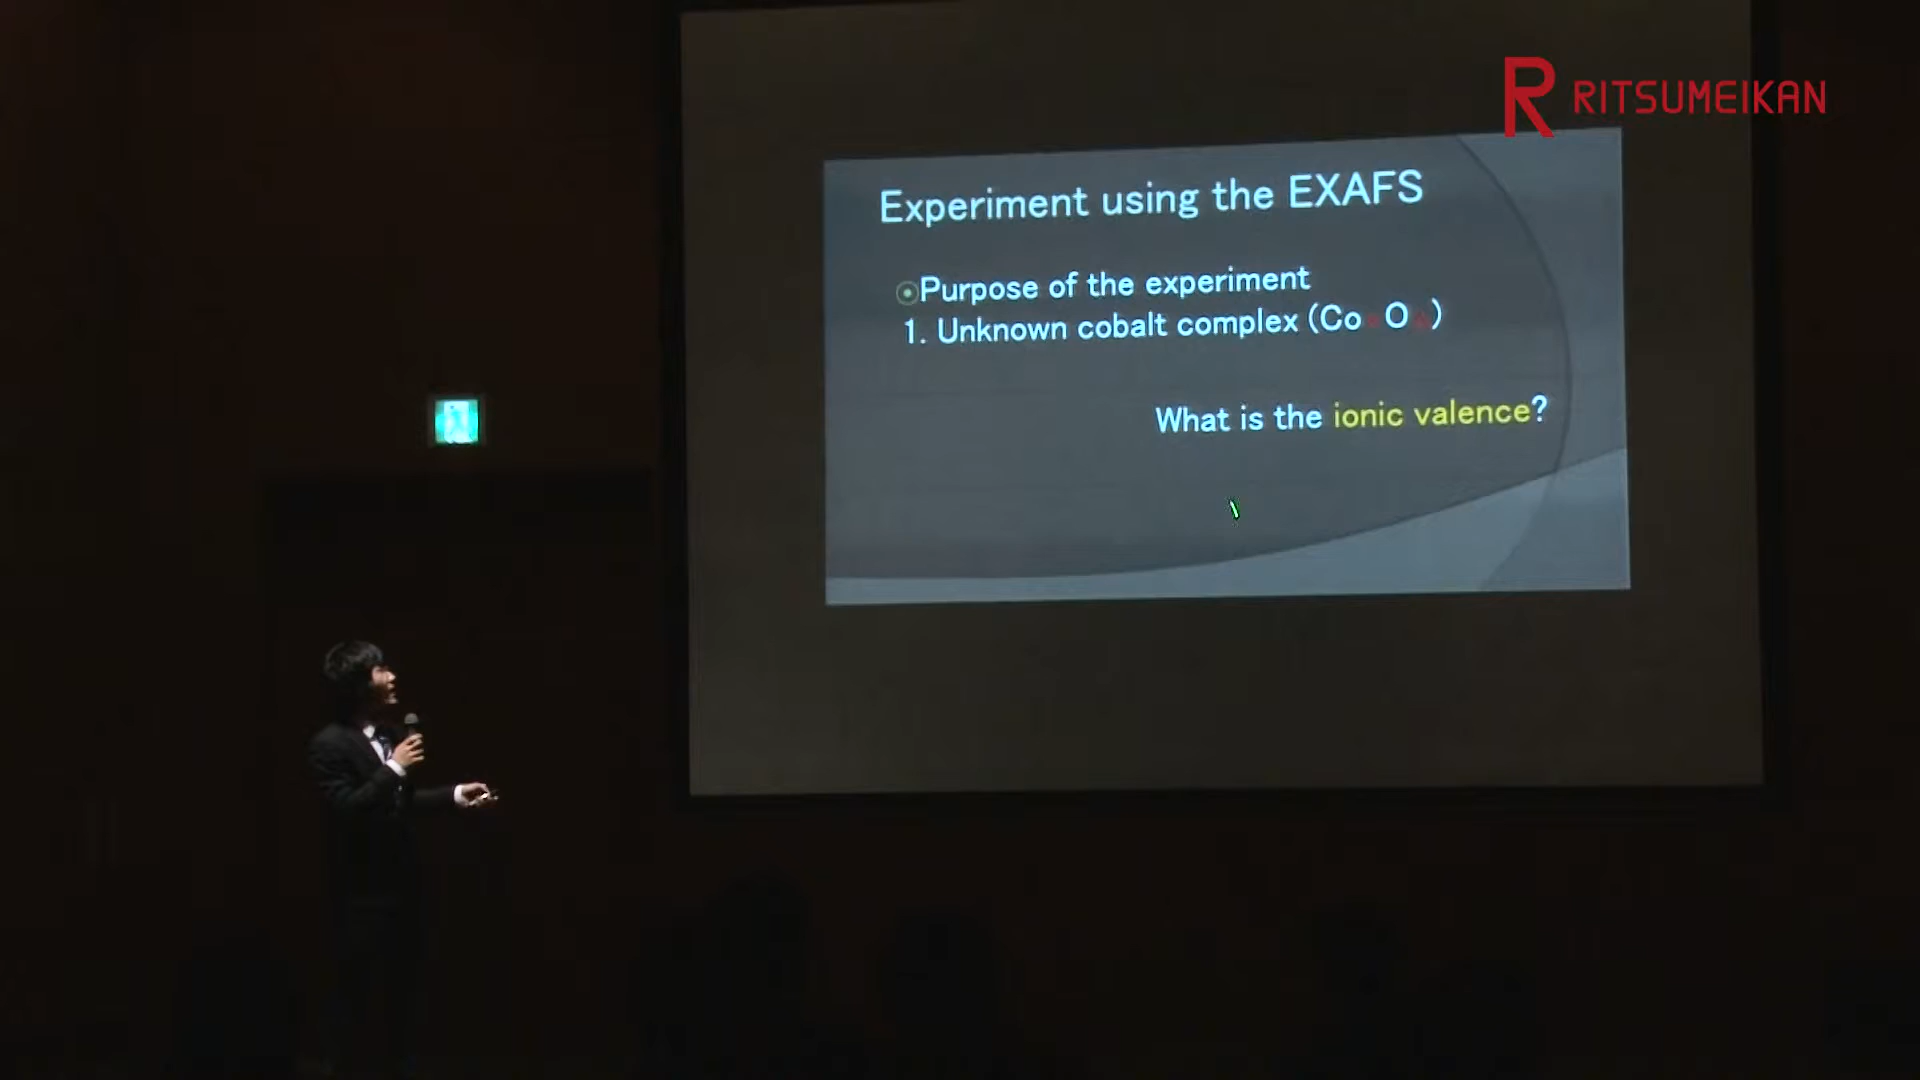 RITSUMEIKAN
Experiment using the EXAFS
Purpose of the experiment
1. Unknown cobalt complex (Co O )
What is the ionic valence?